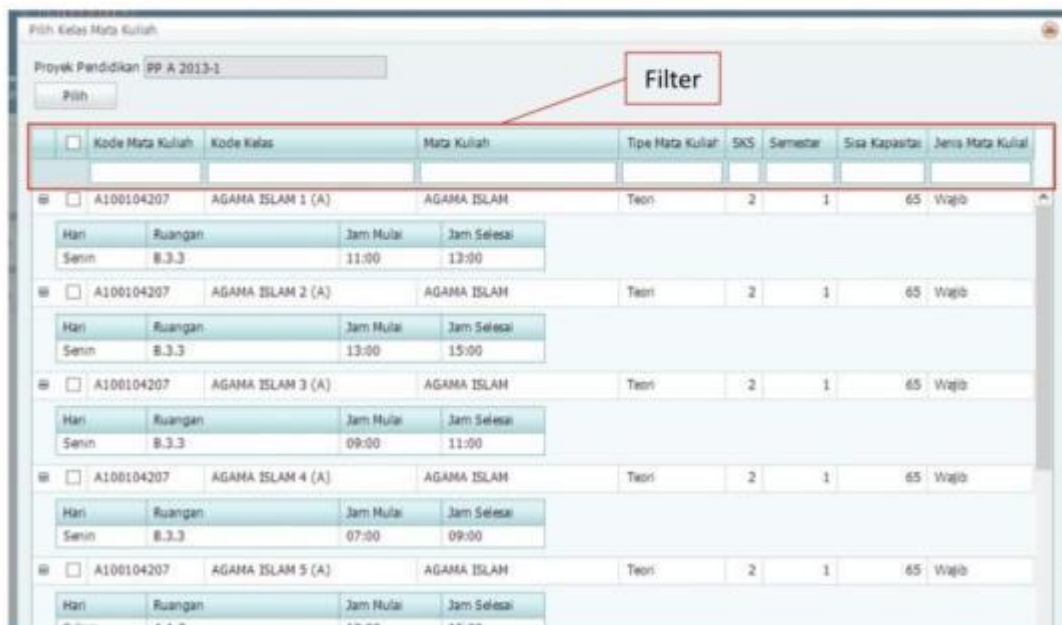 Pilih Kelas Mata Kuliah
Proyek Pendidikan PP A 2013-1
Pilih
Filter
Kode Mata Kuliah Kode Kelas Mata Kuliah Tipe Mata Kuliah SKS Semester Sisa Kapasitas Jenis Mata Kuliah
A100104207 AGAMA ISLAM 1 (A) AGAMA ISLAM Teori 2 1 65 Wajib
Hari Ruangan Jam Mulai Jam Selesai
Senin B.3.3 11:00 13:00
A100104207 AGAMA ISLAM 2 (A) AGAMA ISLAM Teori 2 1 65 Wajib
Hari Ruangan Jam Mulai Jam Selesai
Senin B.3.3 13:00 15:00
A100104207 AGAMA ISLAM 3 (A) AGAMA ISLAM Teori 2 1 65 Wajib
Hari Ruangan Jam Mulai Jam Selesai
Senin B.3.3 09:00 11:00
A100104207 AGAMA ISLAM 4 (A) AGAMA ISLAM Teori 2 1 65 Wajib
Hari Ruangan Jam Mulai Jam Selesai
Senin B.3.3 07:00 09:00
A100104207 AGAMA ISLAM 5 (A) AGAMA ISLAM Teori 2 1 65 Wajib
Hari Ruangan Jam Mulai Jam Selesai